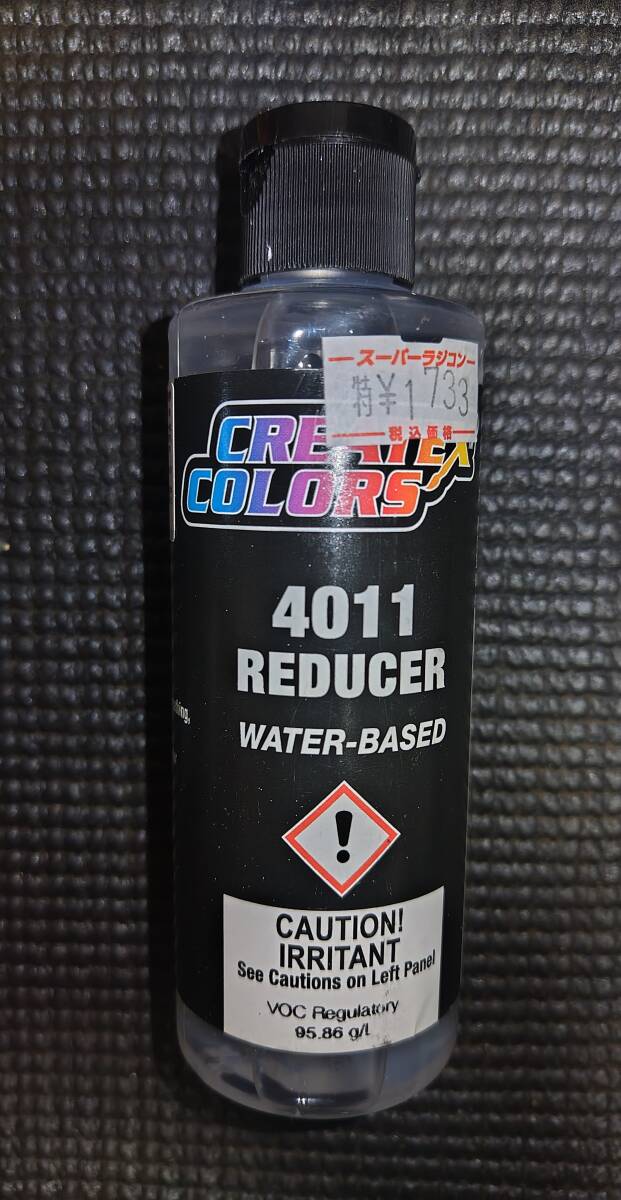 スーパーラジコン
特付 ¥1733
税込価格
CREATEX
COLORS
4011
REDUCER
WATER-BASED
!
CAUTION!
IRRITANT
See Cautions on Left Panel
VOC Regulatory
95.86 g/L